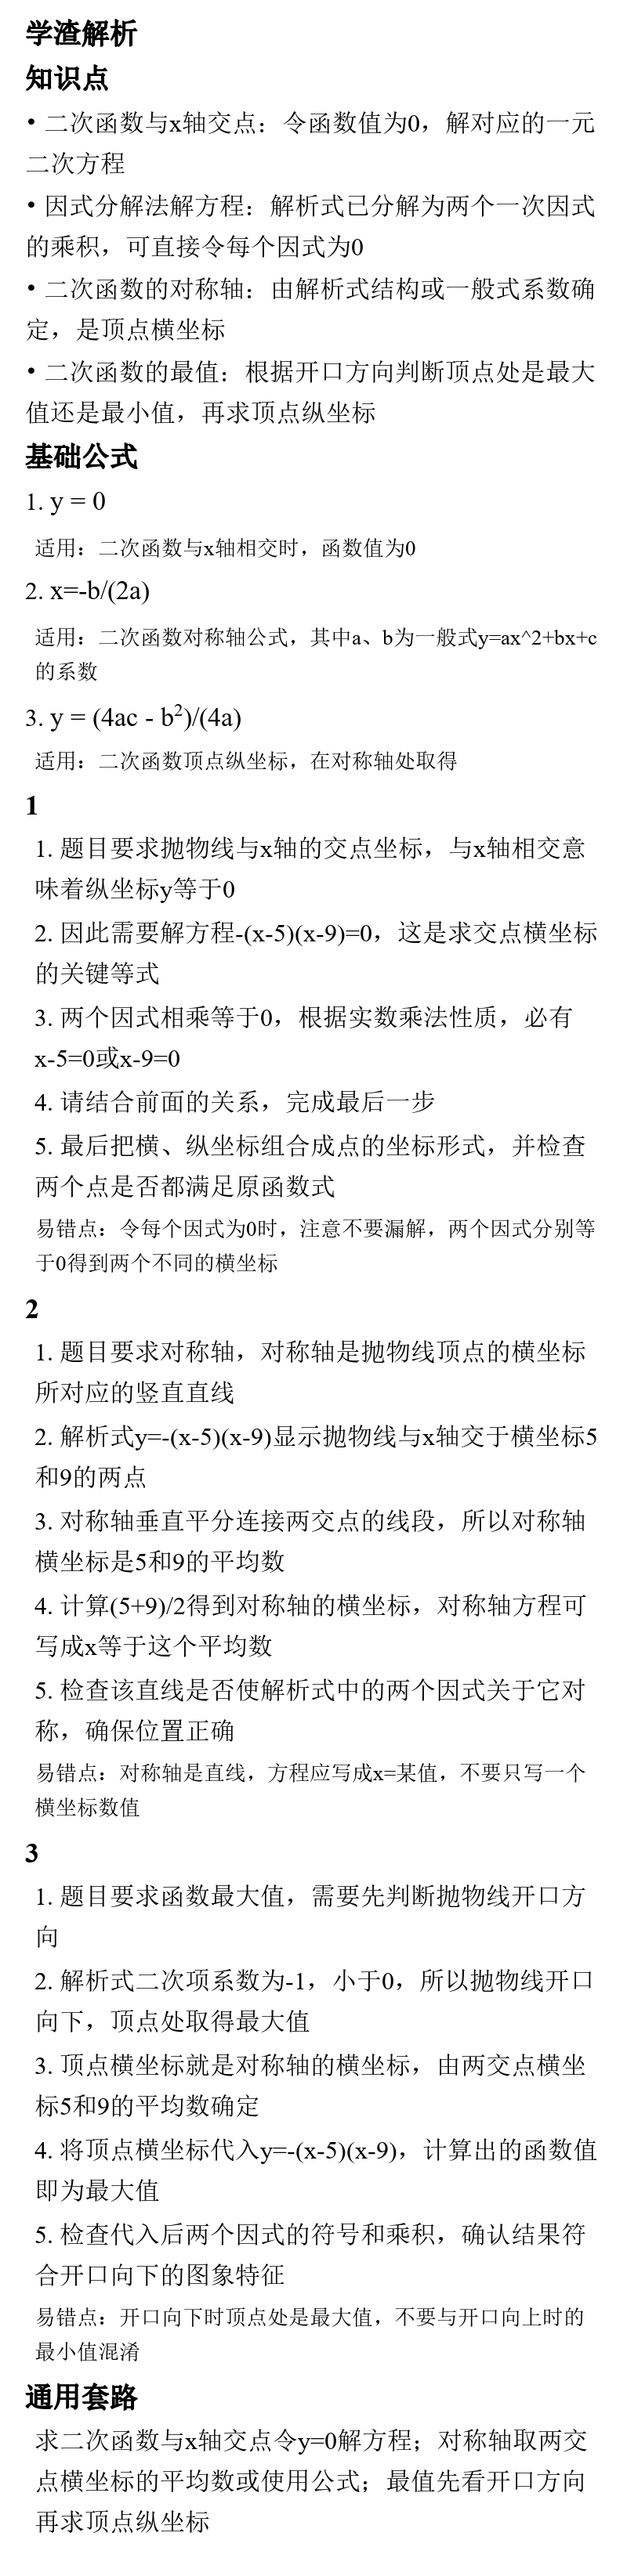 学渣解析
知识点
• 二次函数与x轴交点：令函数值为0，解对应的一元
二次方程
• 因式分解法解方程：解析式已分解为两个一次因式
的乘积，可直接令每个因式为0
• 二次函数的对称轴：由解析式结构或一般式系数确
定，是顶点横坐标
• 二次函数的最值：根据开口方向判断顶点处是最大
值还是最小值，再求顶点纵坐标
基础公式
1. y = 0
适用：二次函数与x轴相交时，函数值为0
2. x=-b/(2a)
适用：二次函数对称轴公式，其中a、b为一般式y=ax^2+bx+c
的系数
3. y = (4ac - b²)/(4a)
适用：二次函数顶点纵坐标，在对称轴处取得
1
1. 题目要求抛物线与x轴的交点坐标，与x轴相交意
味着纵坐标y等于0
2. 因此需要解方程-(x-5)(x-9)=0，这是求交点横坐标
的关键等式
3. 两个因式相乘等于0，根据实数乘法性质，必有
x-5=0或x-9=0
4. 请结合前面的关系，完成最后一步
5. 最后把横、纵坐标组合成点的坐标形式，并检查
两个点是否都满足原函数式
易错点：令每个因式为0时，注意不要漏解，两个因式分别等
于0得到两个不同的横坐标
2
1. 题目要求对称轴，对称轴是抛物线顶点的横坐标
所对应的竖直直线
2. 解析式y=-(x-5)(x-9)显示抛物线与x轴交于横坐标5
和9的两点
3. 对称轴垂直平分连接两交点的线段，所以对称轴
横坐标是5和9的平均数
4. 计算(5+9)/2得到对称轴的横坐标，对称轴方程可
写成x等于这个平均数
5. 检查该直线是否使解析式中的两个因式关于它对
称，确保位置正确
易错点：对称轴是直线，方程应写成x=某值，不要只写一个
横坐标数值
3
1. 题目要求函数最大值，需要先判断抛物线开口方
向
2. 解析式二次项系数为-1，小于0，所以抛物线开口
向下，顶点处取得最大值
3. 顶点横坐标就是对称轴的横坐标，由两交点横坐
标5和9的平均数确定
4. 将顶点横坐标代入y=-(x-5)(x-9)，计算出的函数值
即为最大值
5. 检查代入后两个因式的符号和乘积，确认结果符
合开口向下的图象特征
易错点：开口向下时顶点处是最大值，不要与开口向上时的
最小值混淆
通用套路
求二次函数与x轴交点令y=0解方程；对称轴取两交
点横坐标的平均数或使用公式；最值先看开口方向
再求顶点纵坐标